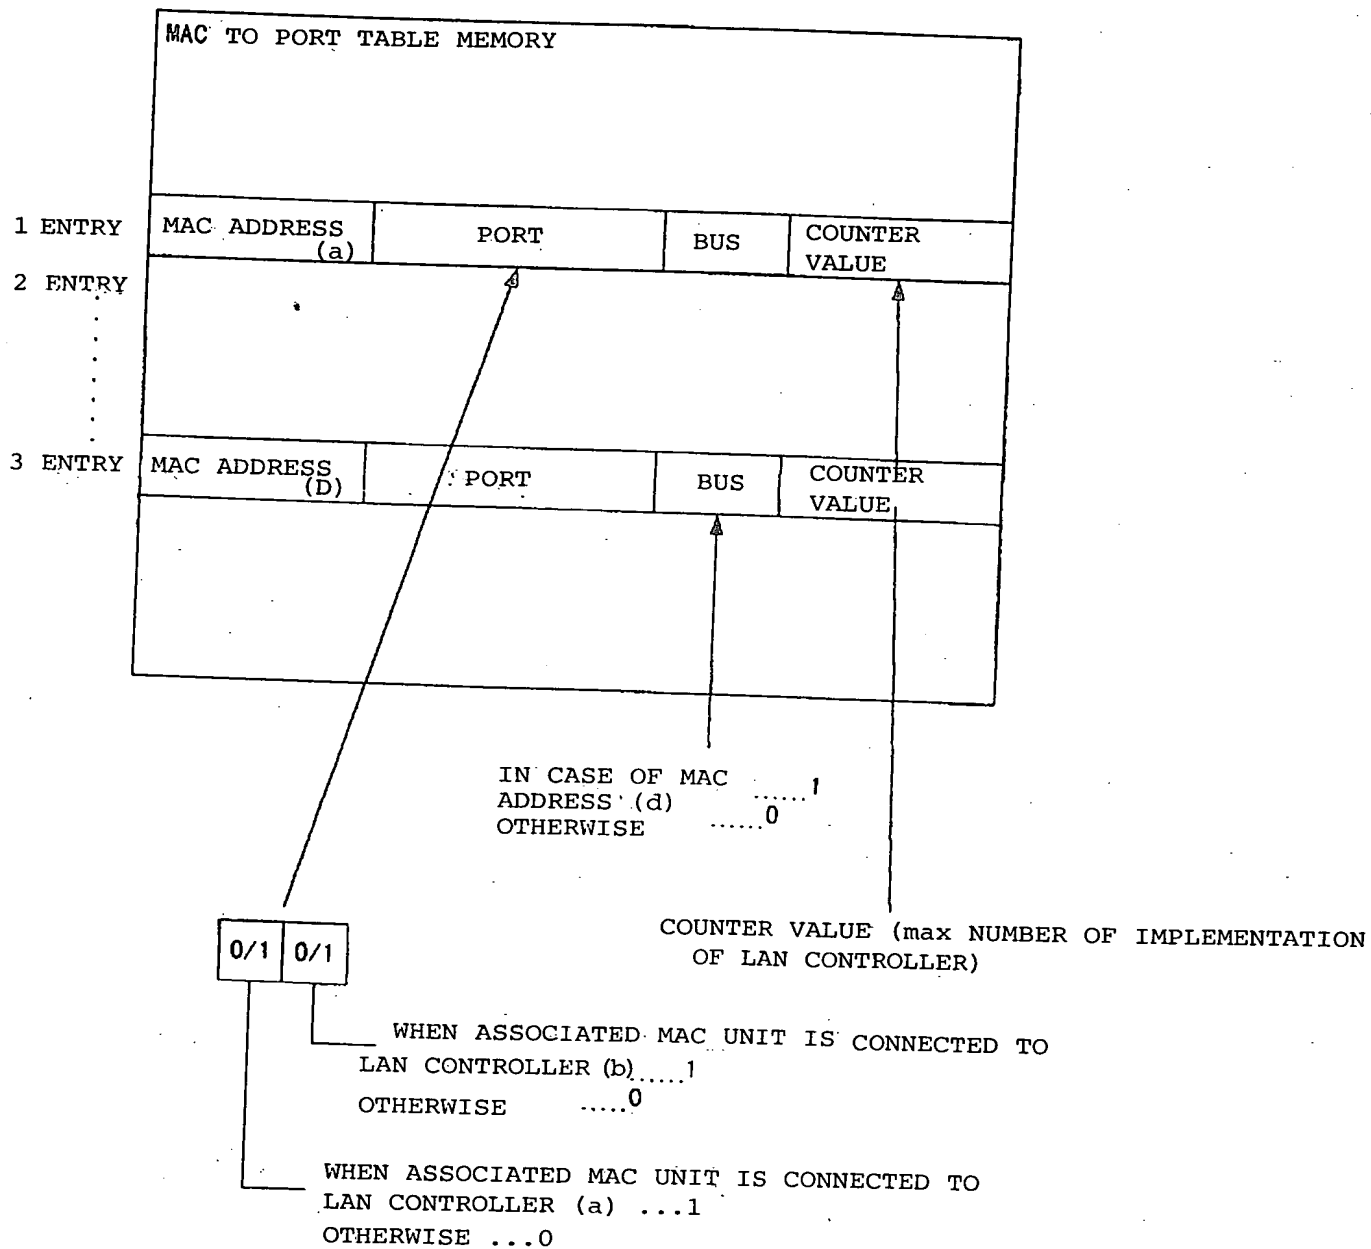 MAC TO PORT TABLE MEMORY
1 ENTRY
MAC ADDRESS
(a)
PORT
BUS
COUNTER
VALUE
2 ENTRY
3 ENTRY
MAC ADDRESS
(D)
PORT
BUS
COUNTER
VALUE
IN CASE OF MAC
ADDRESS (d) ......1
OTHERWISE ......0
0/1 0/1
COUNTER VALUE (max NUMBER OF IMPLEMENTATION
OF LAN CONTROLLER)
WHEN ASSOCIATED MAC UNIT IS CONNECTED TO
LAN CONTROLLER (b)......1
OTHERWISE .....0
WHEN ASSOCIATED MAC UNIT IS CONNECTED TO
LAN CONTROLLER (a) ...1
OTHERWISE ...0